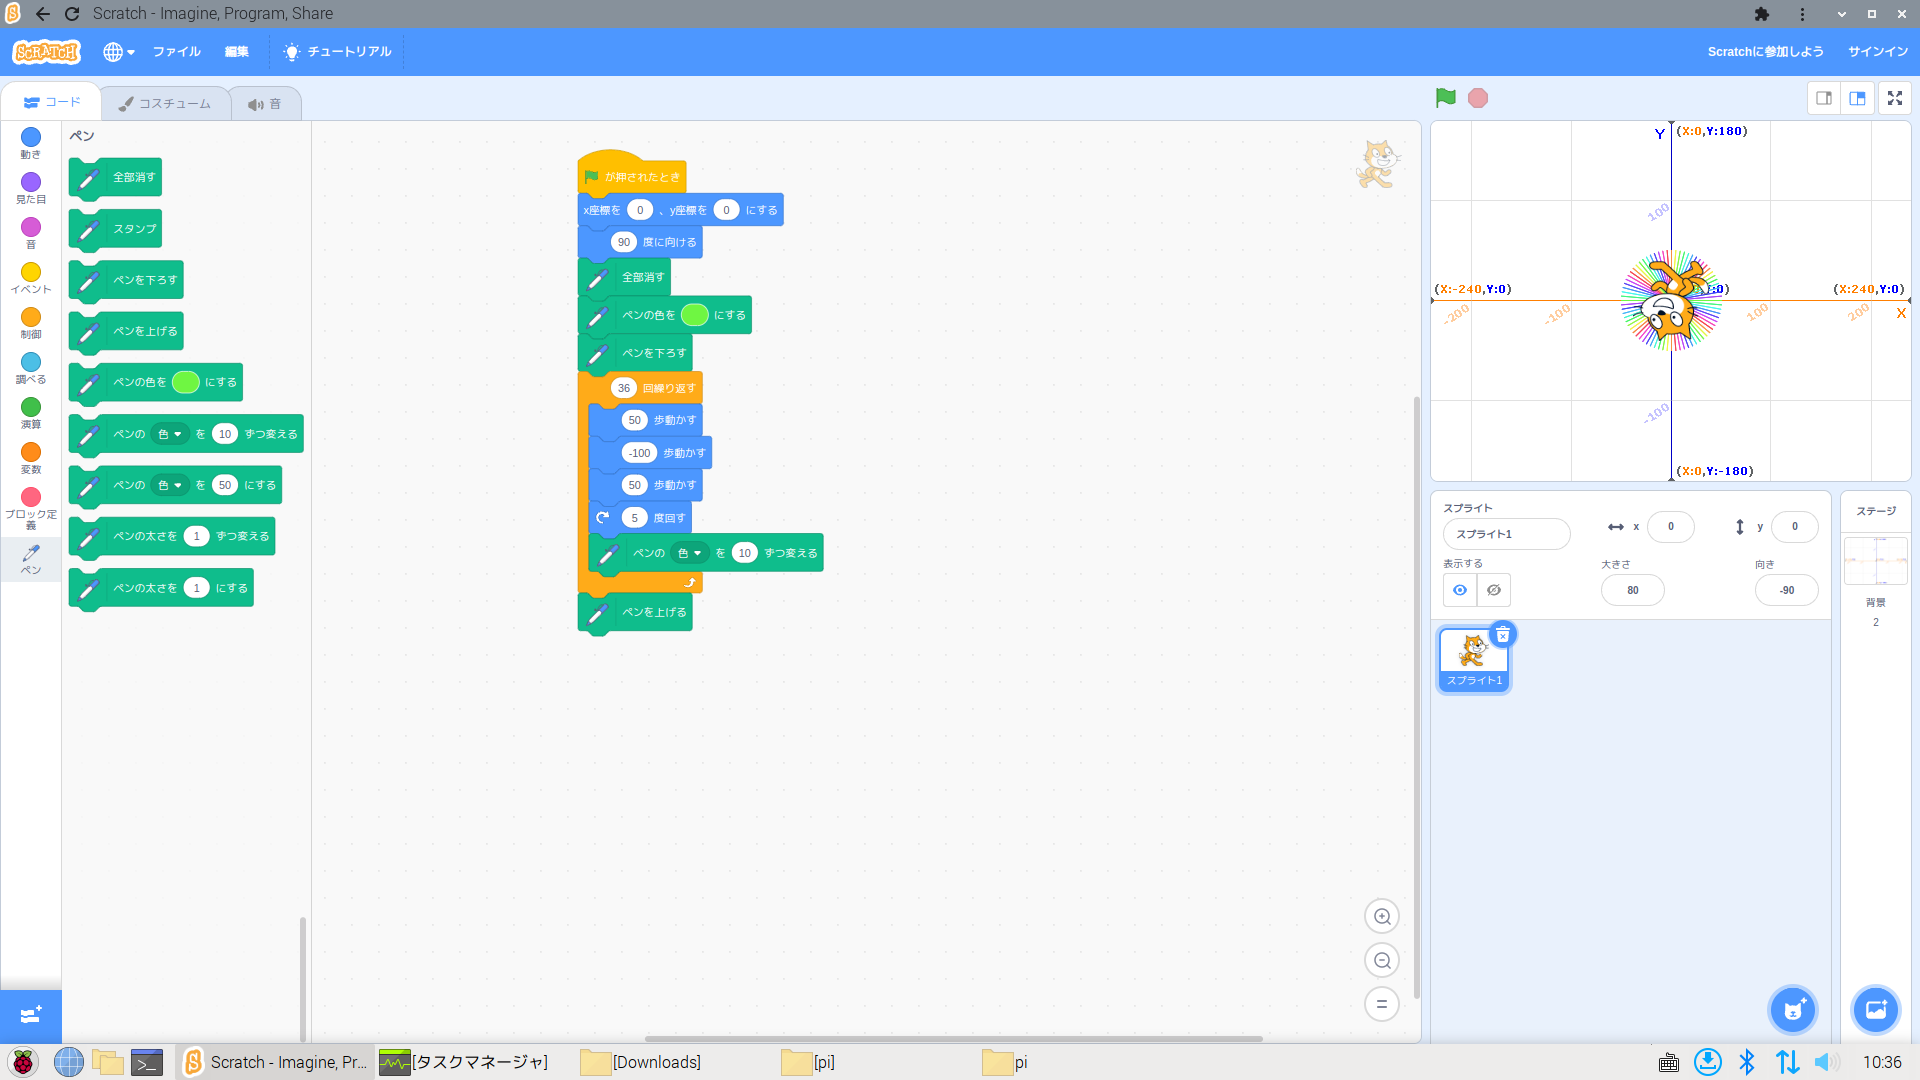 Scratch - Imagine, Program, Share
SCRATCH ファイル 編集 チュートリアル Scratchに参加しよう サインイン
コード コスチューム 音
動き
見た目
音
イベント
制御
調べる
演算
変数
ブロック定
義
ペン
ペン
全部消す
スタンプ
ペンを下ろす
ペンを上げる
ペンの色を にする
ペンの 色 を 10 ずつ変える
ペンの 色 を 50 にする
ペンの太さを 1 ずつ変える
ペンの太さを 1 にする
が押されたとき
x座標を 0 、y座標を 0 にする
90 度に向ける
全部消す
ペンの色を にする
ペンを下ろす
36 回繰り返す
50 歩動かす
-100 歩動かす
50 歩動かす
5 度回す
ペンの 色 を 10 ずつ変える
ペンを上げる
Y (X:0,Y:180)
100
(X:-240,Y:0) :0) (X:240,Y:0)
-200 -100 100 200 X
-100
(X:0,Y:-180)
スプライト
スプライト1 x 0 y 0
表示する 大きさ 向き
80 -90
スプライト1
ステージ
背景
2
Scratch - Imagine, Pr... [タスクマネージャ] [Downloads] [pi] pi 10:36